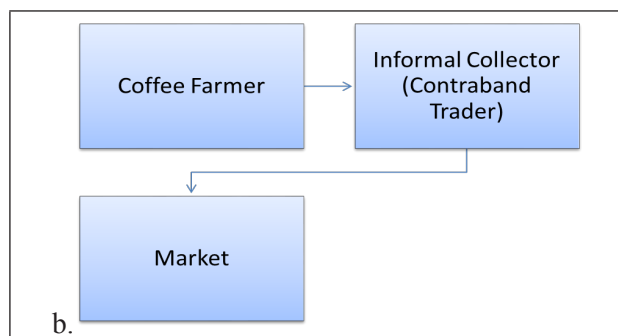 Coffee Farmer
Informal Collector
(Contraband
Trader)
Market
b.